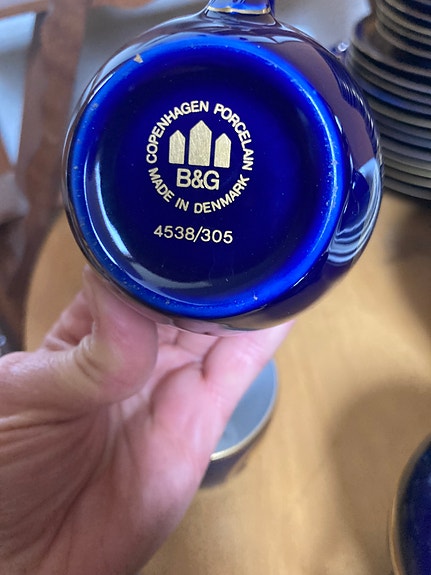 COPENHAGEN PORCELAIN
B&G
MADE IN DENMARK
4538/305